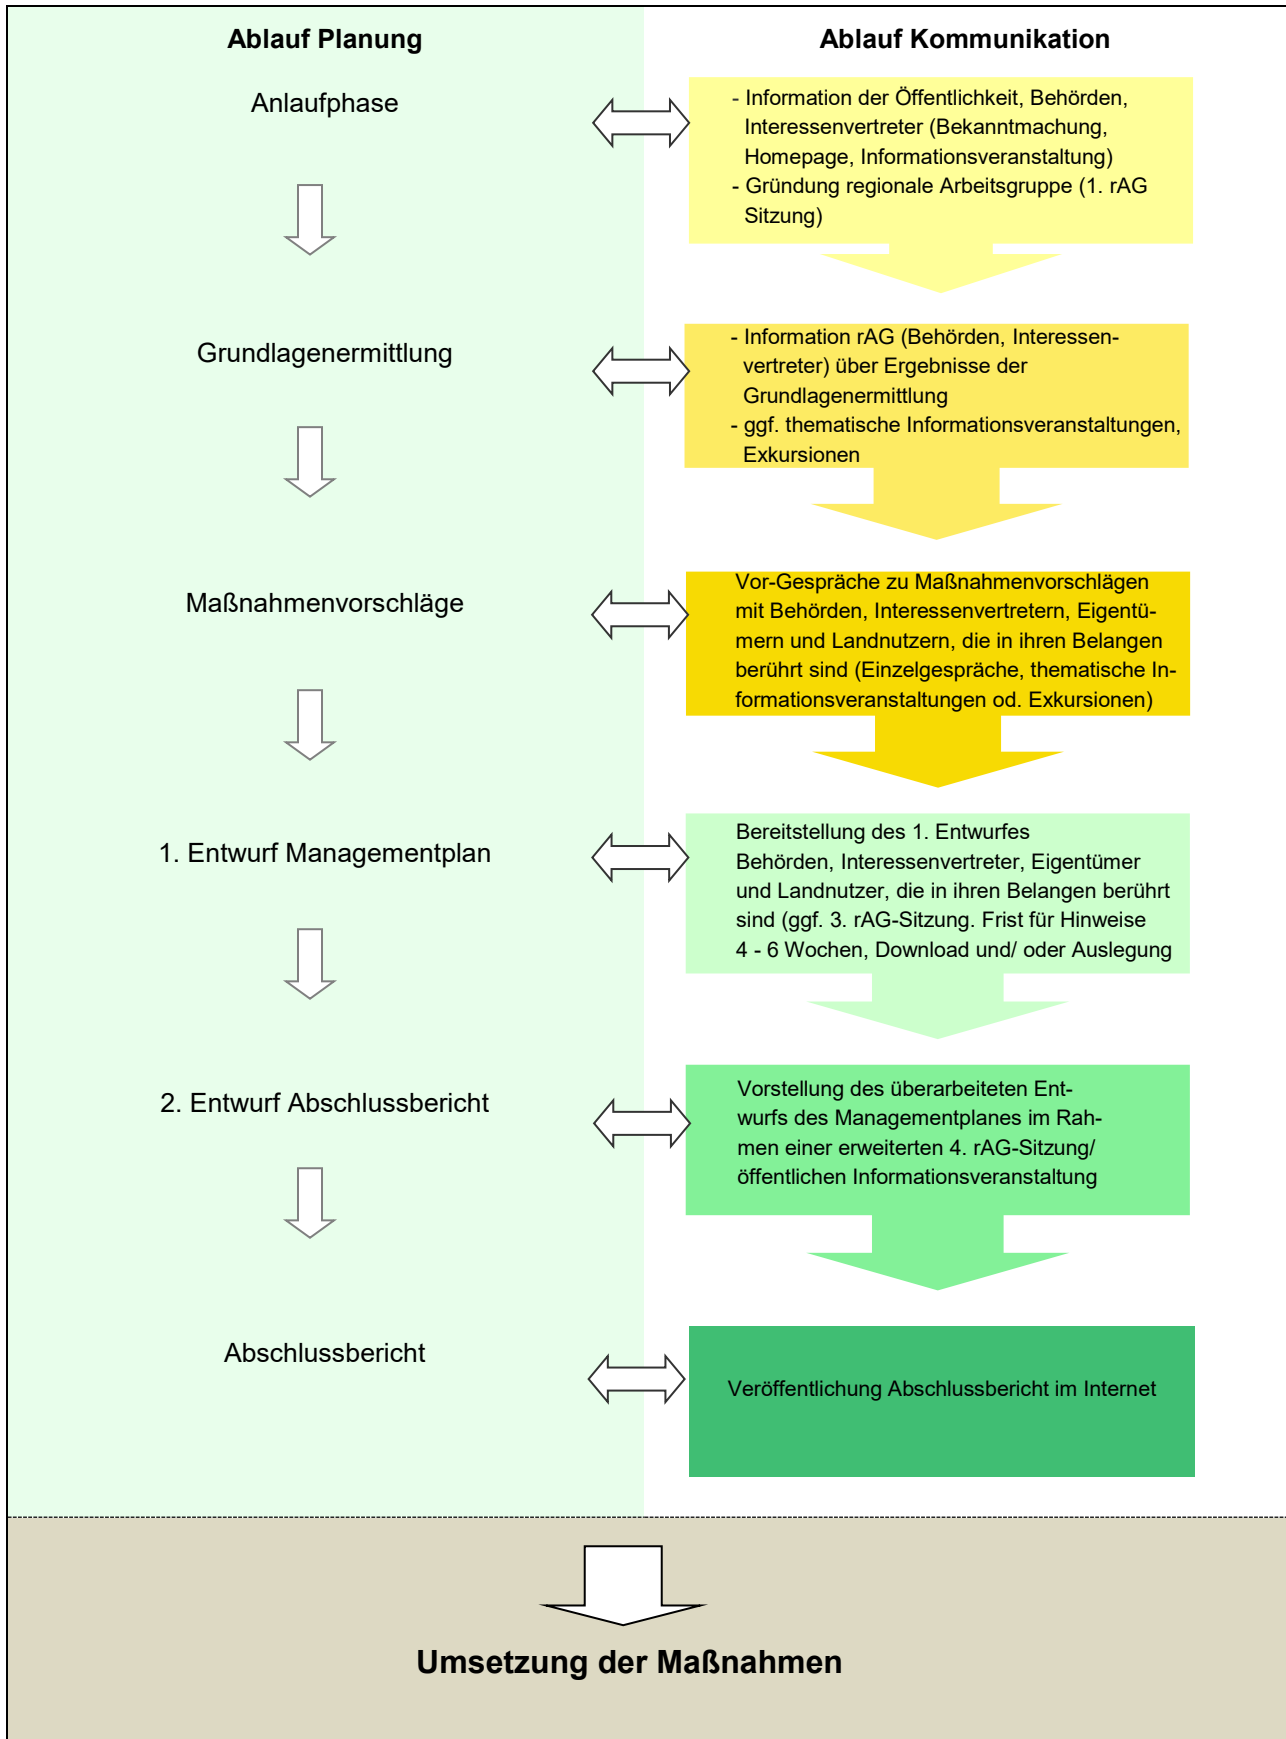 Ablauf Planung
Ablauf Kommunikation
Anlaufphase
- Information der Öffentlichkeit, Behörden,
Interessenvertreter (Bekanntmachung,
Homepage, Informationsveranstaltung)
- Gründung regionale Arbeitsgruppe (1. rAG
Sitzung)
Grundlagenermittlung
- Information rAG (Behörden, Interessen-
vertreter) über Ergebnisse der
Grundlagenermittlung
- ggf. thematische Informationsveranstaltungen,
Exkursionen
Maßnahmenvorschläge
Vor-Gespräche zu Maßnahmenvorschlägen
mit Behörden, Interessenvertretern, Eigentü-
mern und Landnutzern, die in ihren Belangen
berührt sind (Einzelgespräche, thematische In-
formationsveranstaltungen od. Exkursionen)
1. Entwurf Managementplan
Bereitstellung des 1. Entwurfes
Behörden, Interessenvertreter, Eigentümer
und Landnutzer, die in ihren Belangen berührt
sind (ggf. 3. rAG-Sitzung. Frist für Hinweise
4 - 6 Wochen, Download und/ oder Auslegung
2. Entwurf Abschlussbericht
Vorstellung des überarbeiteten Ent-
wurfs des Managementplanes im Rah-
men einer erweiterten 4. rAG-Sitzung/
öffentlichen Informationsveranstaltung
Abschlussbericht
Veröffentlichung Abschlussbericht im Internet
Umsetzung der Maßnahmen